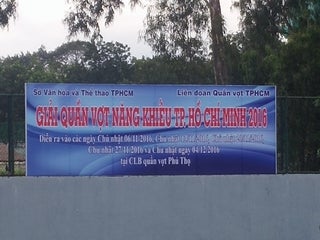 Sở Văn hóa và Thể thao TPHCM
Liên đoàn Quần vợt TPHCM
GIẢI QUẦN VỢT NĂNG KHIẾU TP. HỒ CHÍ MINH 2016
Diễn ra vào các ngày Chủ nhật 06/11/2016, Chủ nhật
Chủ nhật 27/11/2016 và Chủ nhật ngày 04/12/2016
tại CLB quần vợt Phú Thọ